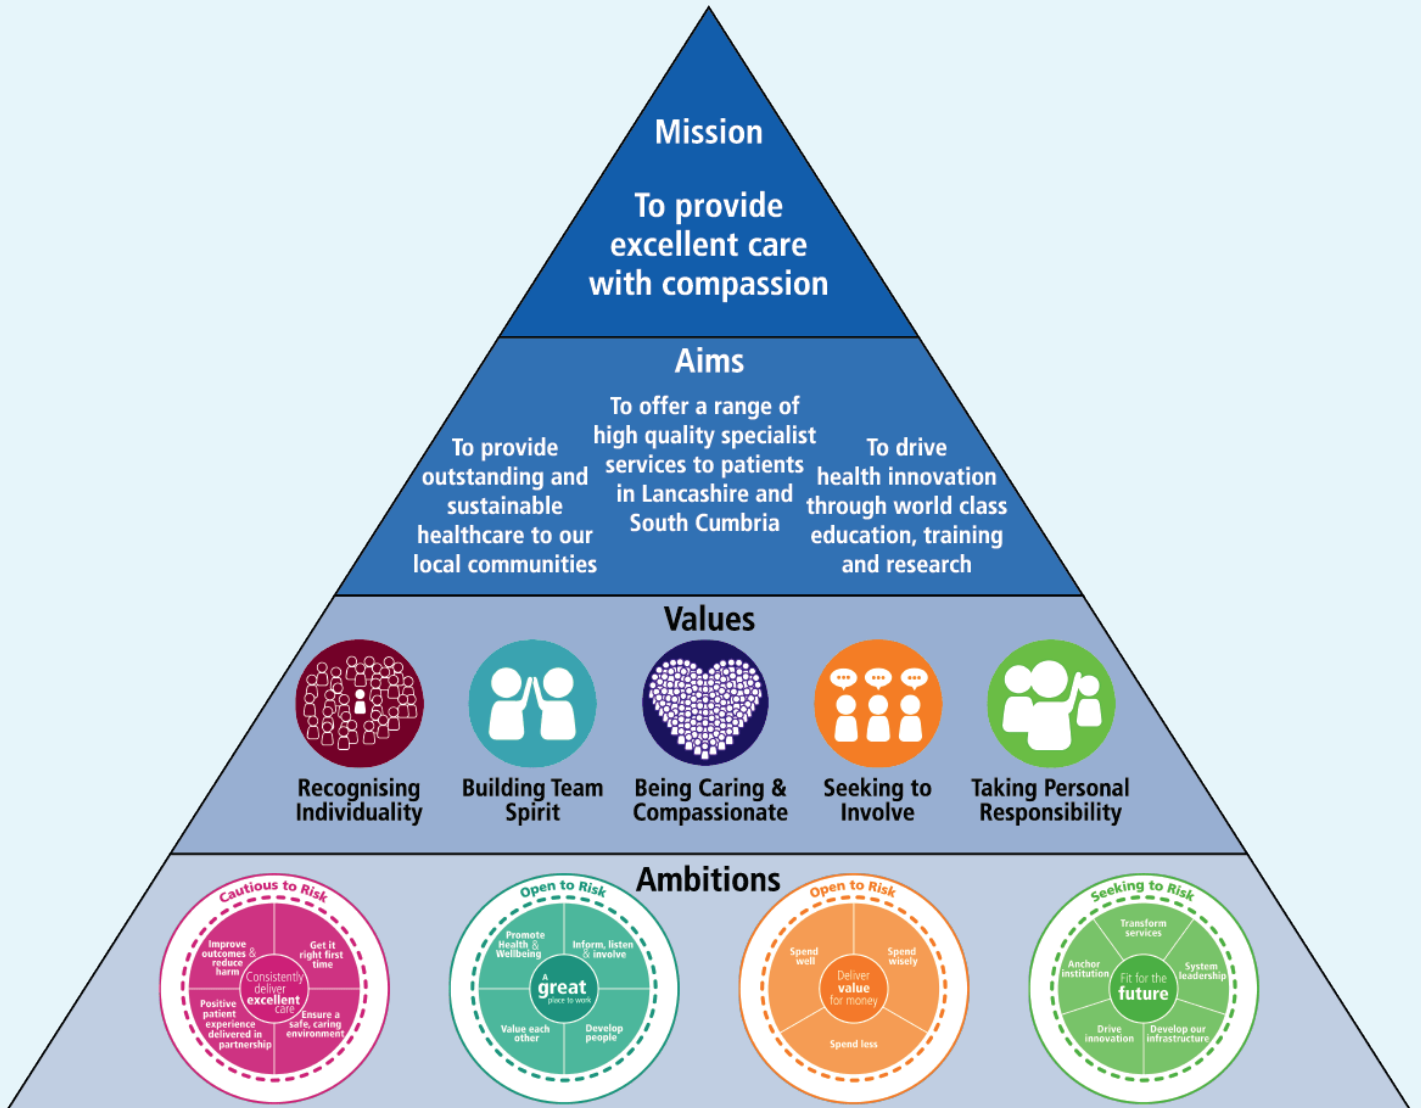 Mission
To provide
excellent care
with compassion
Aims
To provide
outstanding and
sustainable
healthcare to our
local communities
To offer a range of
high quality specialist
services to patients
in Lancashire and
South Cumbria
To drive
health innovation
through world class
education, training
and research
Values
Recognising
Individuality
Building Team
Spirit
Being Caring &
Compassionate
Seeking to
Involve
Taking Personal
Responsibility
Ambitions
Cautious to Risk
Improve
outcomes &
reduce
harm
Get it
right first
time
Consistently
deliver
excellent
care
Positive
patient
experience
delivered in
partnership
Ensure a
safe, caring
environment
Open to Risk
Promote
Health &
Wellbeing
Inform, listen
& involve
A
great
place to work
Value each
other
Develop
people
Open to Risk
Spend
well
Spend
wisely
Deliver
value
for money
Spend less
Seeking to Risk
Transform
services
Anchor
institution
System
leadership
Fit for the
future
Drive
innovation
Develop our
infrastructure